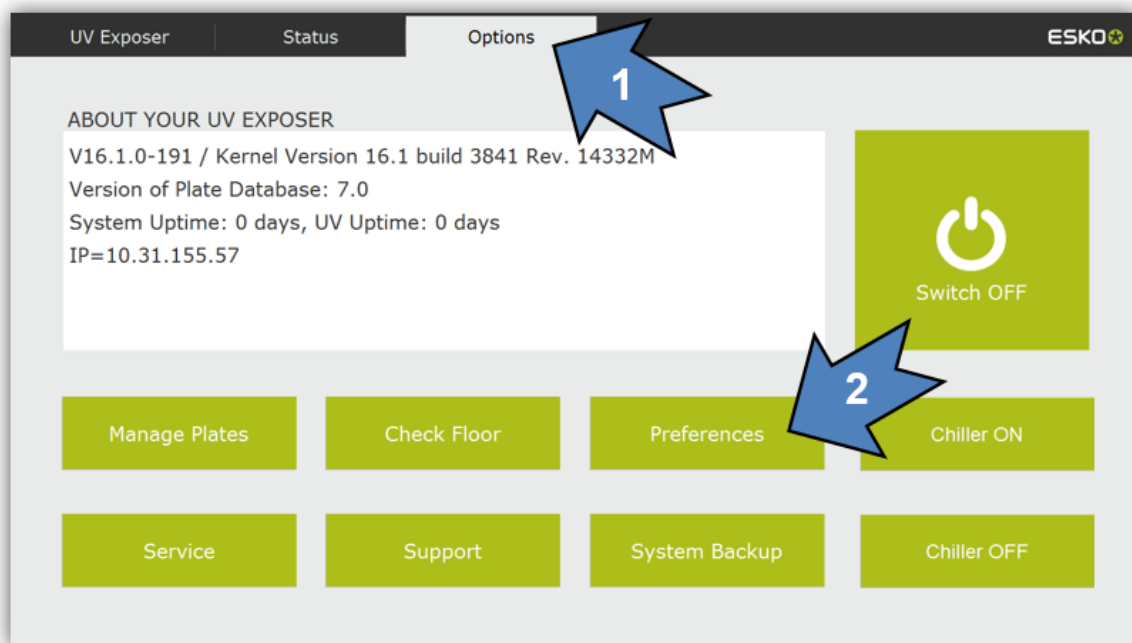 UV Exposer Status Options ESKO
1
ABOUT YOUR UV EXPOSER
V16.1.0-191 / Kernel Version 16.1 build 3841 Rev. 14332M
Version of Plate Database: 7.0
System Uptime: 0 days, UV Uptime: 0 days
IP=10.31.155.57
Switch OFF
2
Manage Plates Check Floor Preferences Chiller ON
Service Support System Backup Chiller OFF